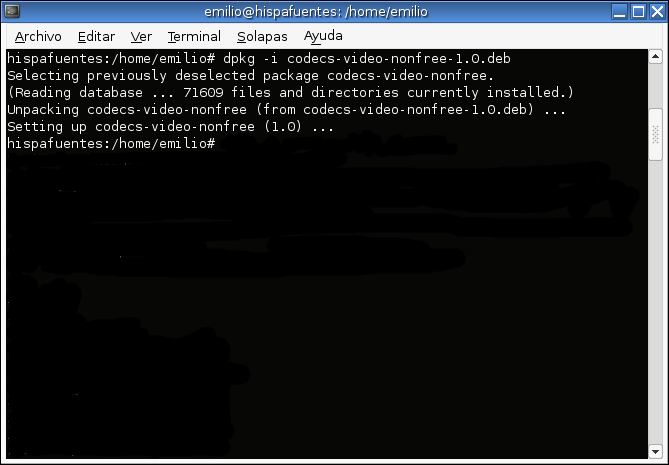 emilio@hispafuentes: /home/emilio
Archivo Editar Ver Terminal Solapas Ayuda
hispafuentes:/home/emilio# dpkg -i codecs-video-nonfree-1.0.deb
Selecting previously deselected package codecs-video-nonfree.
(Reading database ... 71609 files and directories currently installed.)
Unpacking codecs-video-nonfree (from codecs-video-nonfree-1.0.deb) ...
Setting up codecs-video-nonfree (1.0) ...
hispafuentes:/home/emilio#